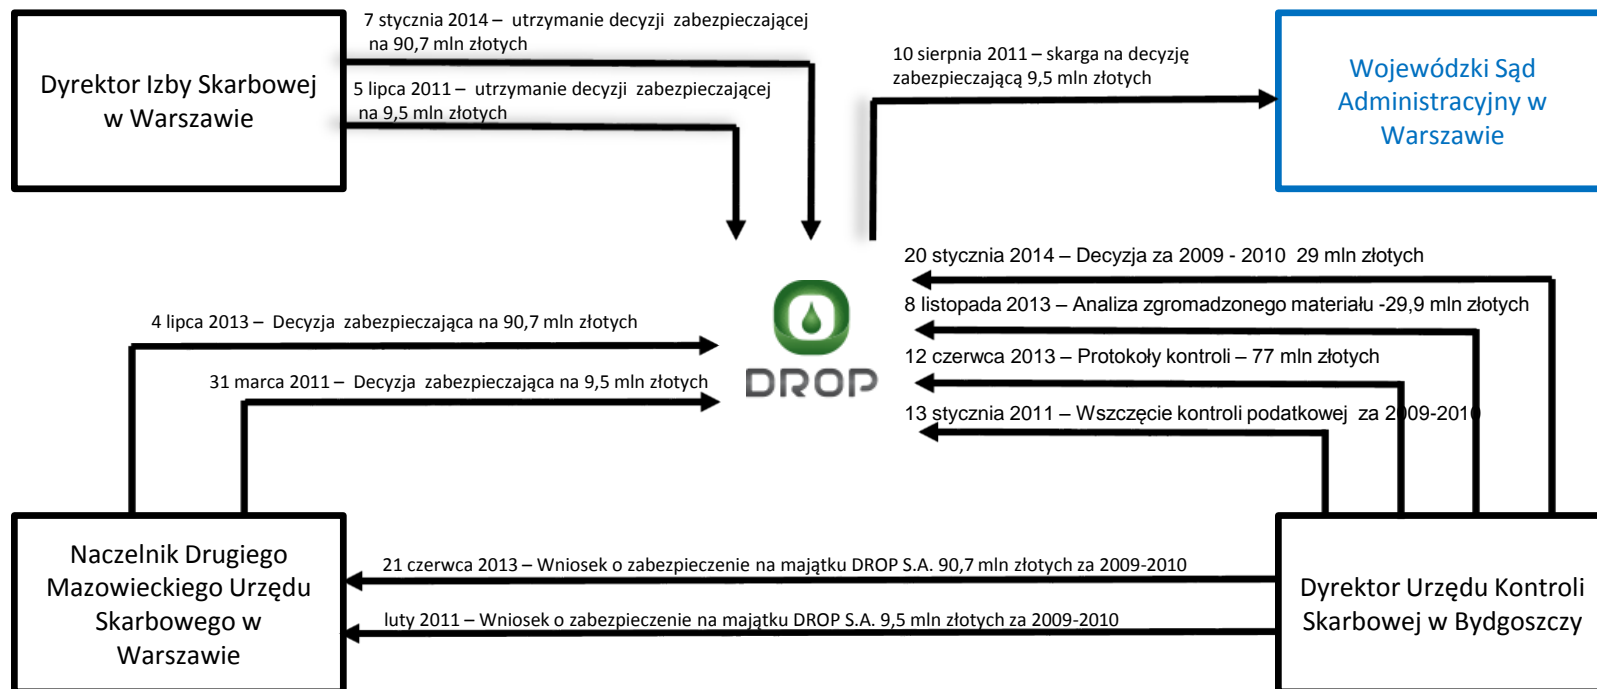 7 stycznia 2014 – utrzymanie decyzji zabezpieczającej
na 90,7 mln złotych
Dyrektor Izby Skarbowej
w Warszawie
5 lipca 2011 – utrzymanie decyzji zabezpieczającej
na 9,5 mln złotych
10 sierpnia 2011 – skarga na decyzję
zabezpieczającą 9,5 mln złotych
Wojewódzki Sąd
Administracyjny w
Warszawie
20 stycznia 2014 – Decyzja za 2009 - 2010 29 mln złotych
8 listopada 2013 – Analiza zgromadzonego materiału -29,9 mln złotych
12 czerwca 2013 – Protokoły kontroli – 77 mln złotych
13 stycznia 2011 – Wszczęcie kontroli podatkowej za 2009-2010
4 lipca 2013 – Decyzja zabezpieczająca na 90,7 mln złotych
31 marca 2011 – Decyzja zabezpieczająca na 9,5 mln złotych
DROP
Naczelnik Drugiego
Mazowieckiego Urzędu
Skarbowego w
Warszawie
21 czerwca 2013 – Wniosek o zabezpieczenie na majątku DROP S.A. 90,7 mln złotych za 2009-2010
luty 2011 – Wniosek o zabezpieczenie na majątku DROP S.A. 9,5 mln złotych za 2009-2010
Dyrektor Urzędu Kontroli
Skarbowej w Bydgoszczy